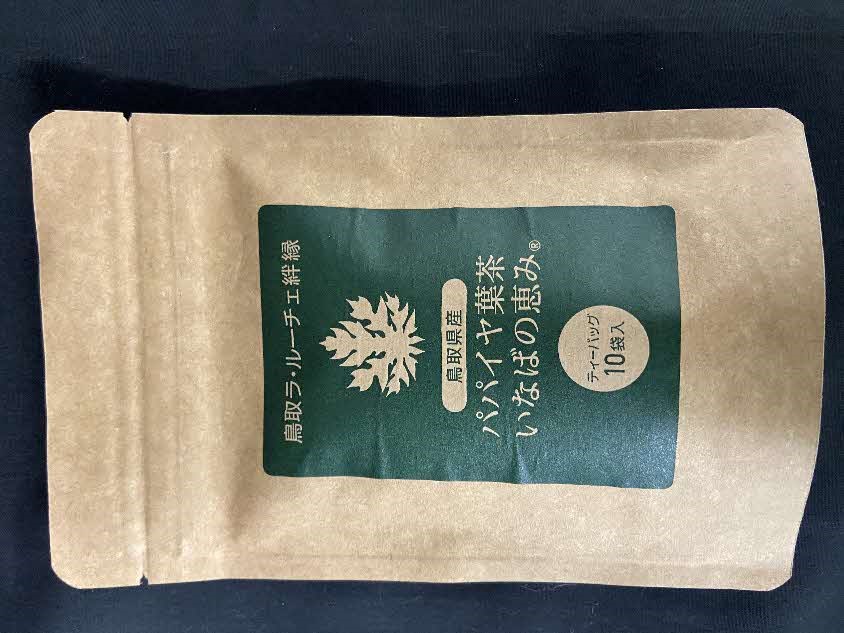 鳥取ラ・ルーチェ絆縁
鳥取県産
パパイヤ葉茶
いなばの恵み®
ティーバッグ
10袋入